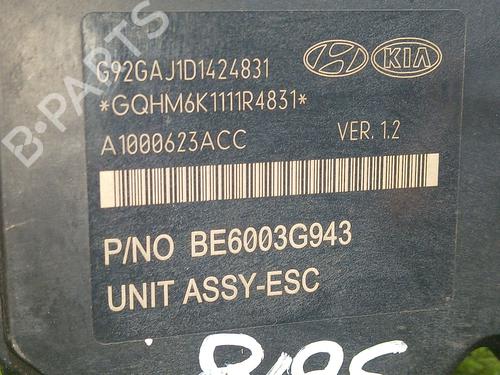 G92GAJ1D1424831
HYUNDAI KIA
*GQHM6K1111R4831*
A1000623ACC VER. 1.2
P/NO BE6003G943
UNIT ASSY-ESC
B-PARTS